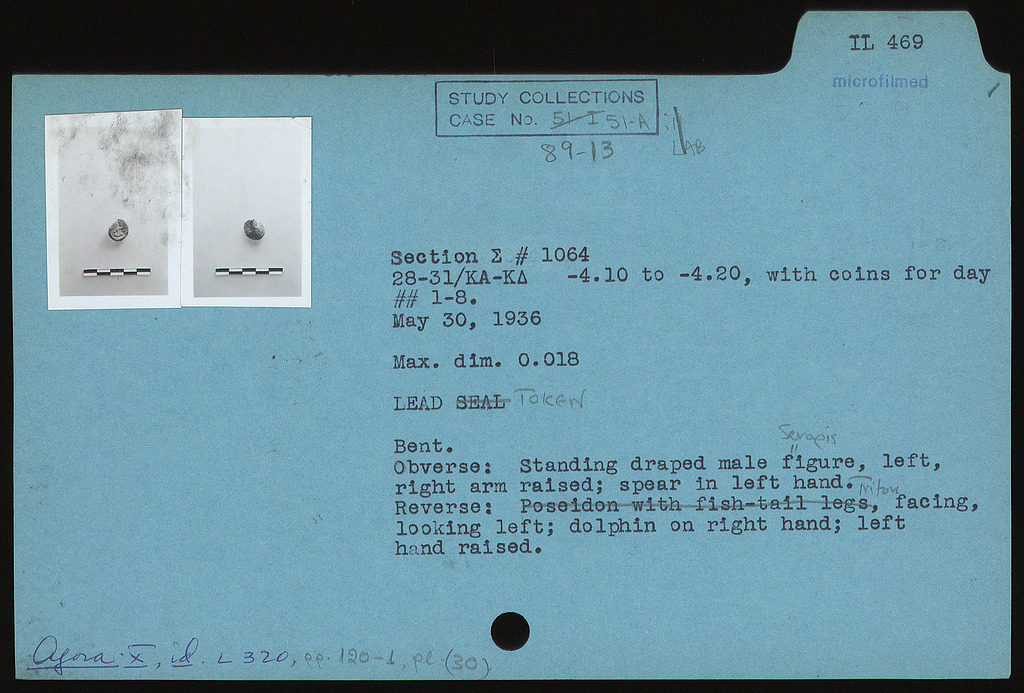 IL 469
microfilmed
STUDY COLLECTIONS
CASE NO. 51-I 51-A
89-13
LAB
Section Σ # 1064
28-31/ΚΑ-ΚΔ -4.10 to -4.20, with coins for day
## 1-8.
May 30, 1936
Max. dim. 0.018
LEAD SEAL TOKEN
Bent.
Serapis
Obverse: Standing draped male figure, left,
right arm raised; spear in left hand.
Triton
Reverse: Poseidon with fish-tail legs, facing,
looking left; dolphin on right hand; left
hand raised.
Agora X, id. L 320, pp. 120-1, pl (30)